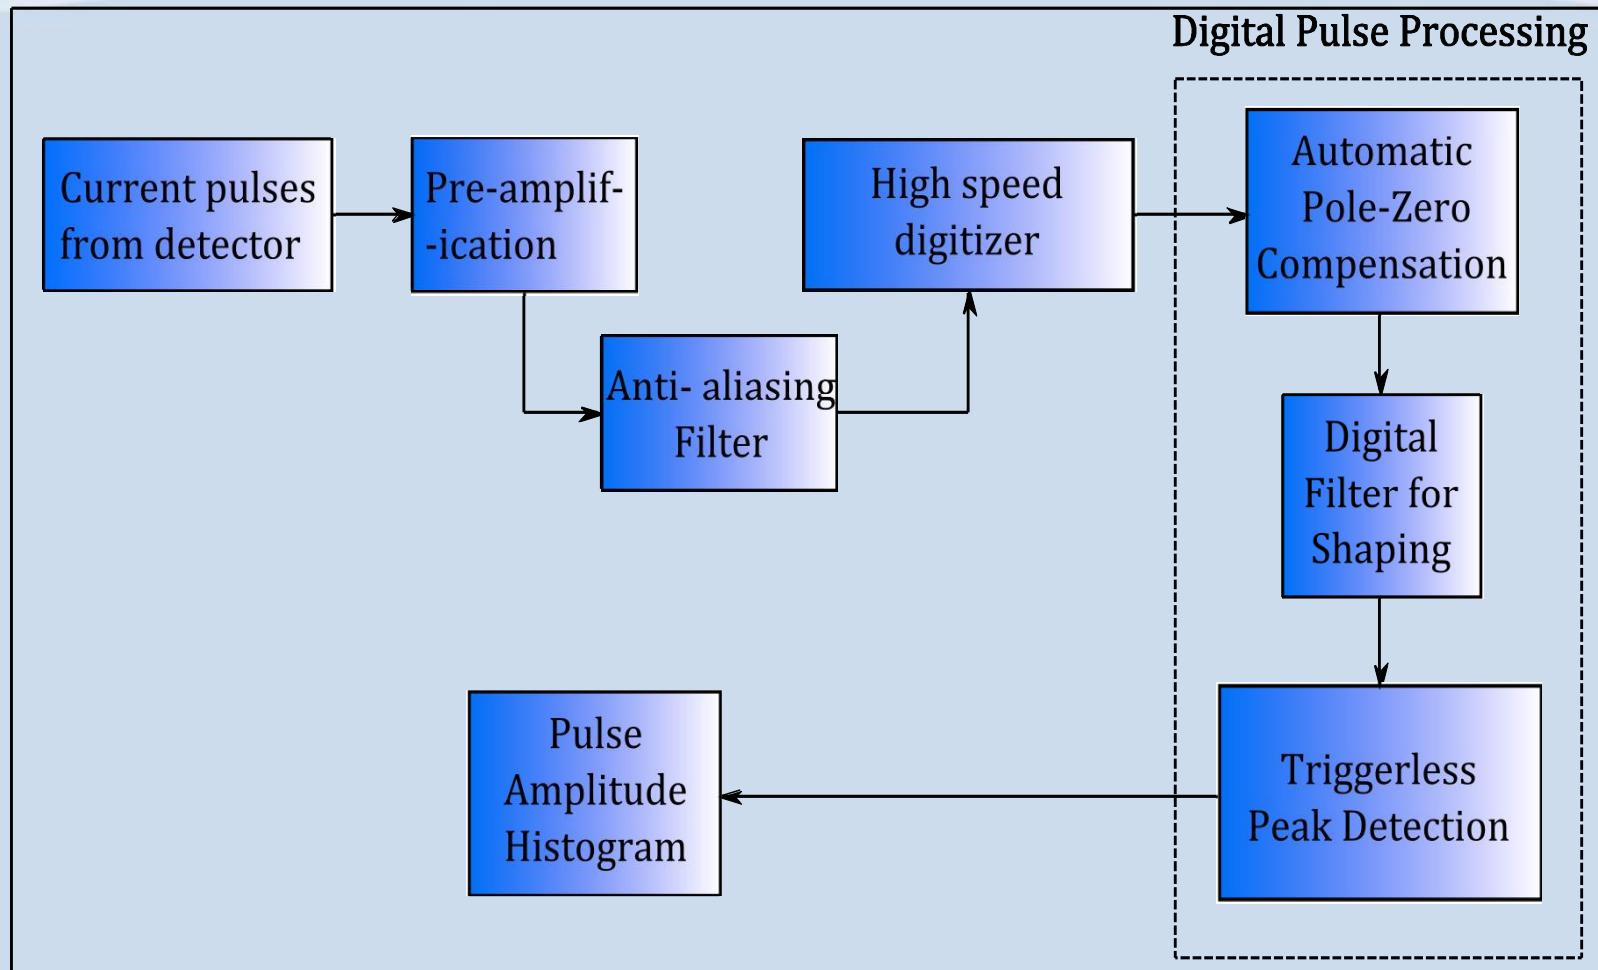 Digital Pulse Processing
Current pulses
from detector
Pre-amplif-
-ication
High speed
digitizer
Automatic
Pole-Zero
Compensation
Anti- aliasing
Filter
Digital
Filter for
Shaping
Triggerless
Peak Detection
Pulse
Amplitude
Histogram